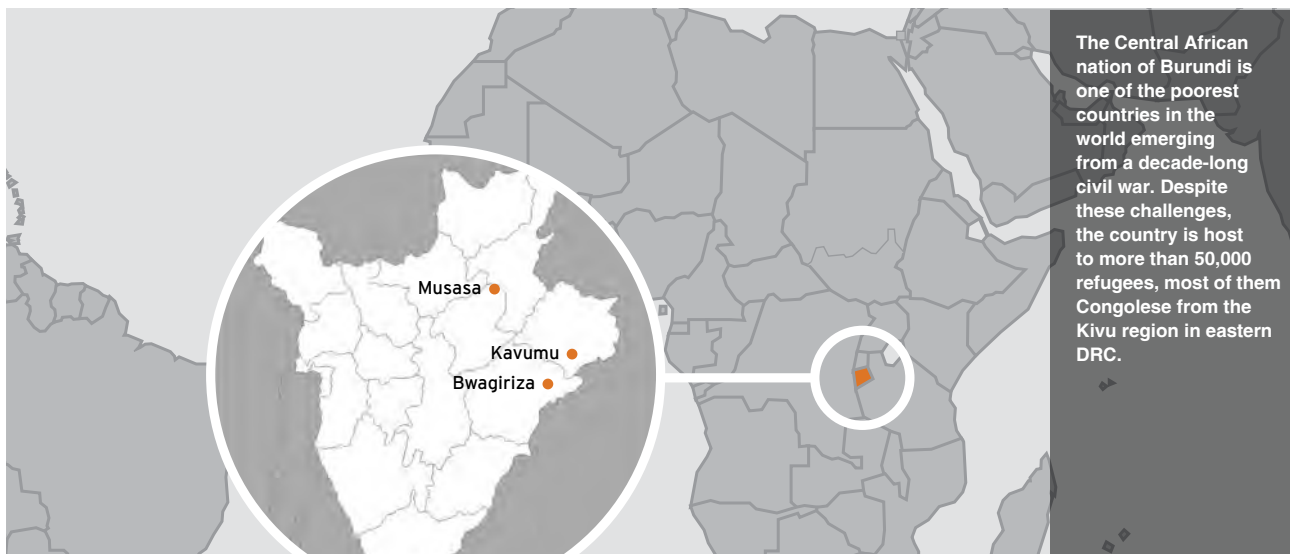 The Central African
nation of Burundi is
one of the poorest
countries in the
world emerging
from a decade-long
civil war. Despite
these challenges,
the country is host
to more than 50,000
refugees, most of them
Congolese from the
Kivu region in eastern
DRC.
Musasa
Kavumu
Bwagiriza